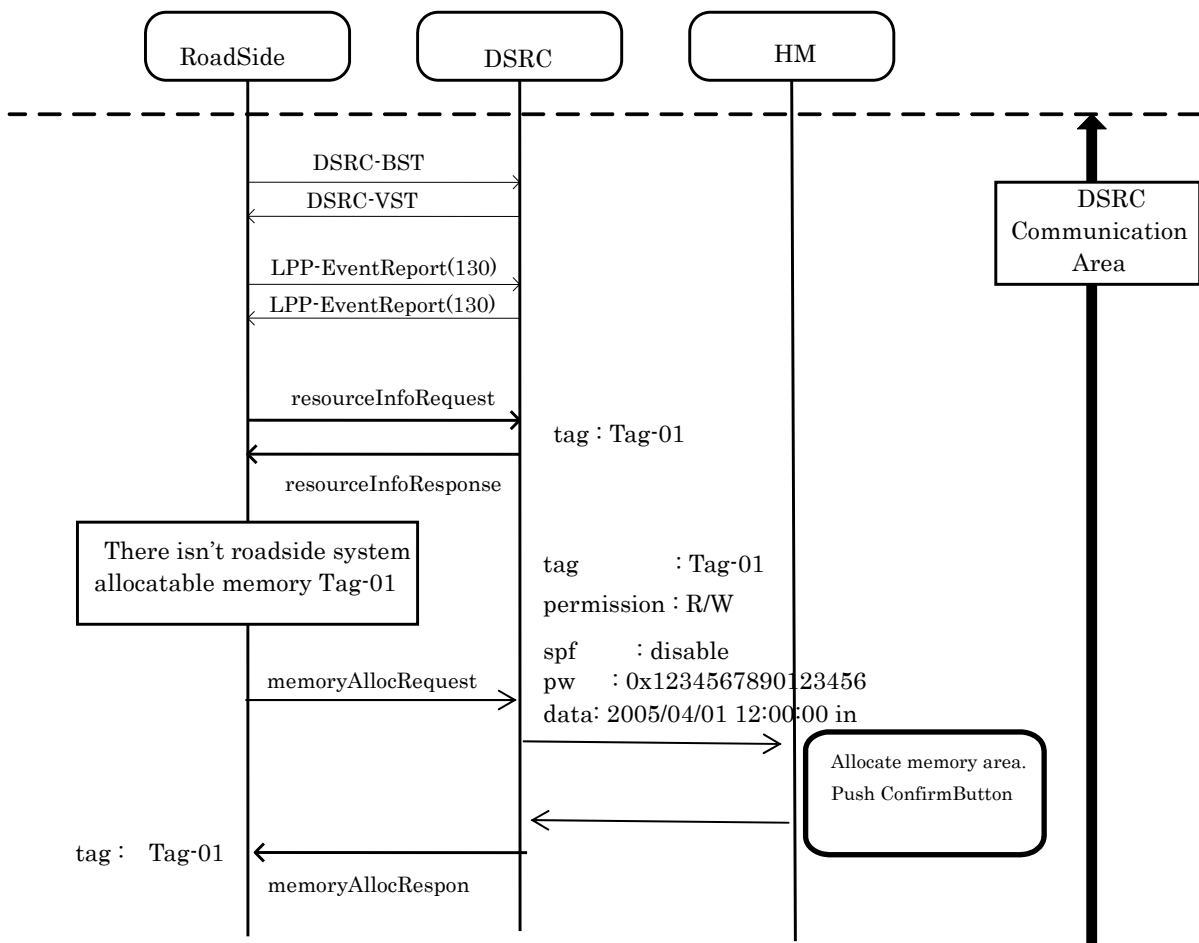 RoadSide
DSRC
HM
DSRC-BST
DSRC-VST
DSRC
Communication
Area
LPP-EventReport(130)
LPP-EventReport(130)
resourceInfoRequest
tag : Tag-01
resourceInfoResponse
There isn't roadside system
allocatable memory Tag-01
tag : Tag-01
permission : R/W
spf : disable
pw : 0x1234567890123456
data: 2005/04/01 12:00:00 in
memoryAllocRequest
Allocate memory area.
Push ConfirmButton
tag : Tag-01
memoryAllocRespon